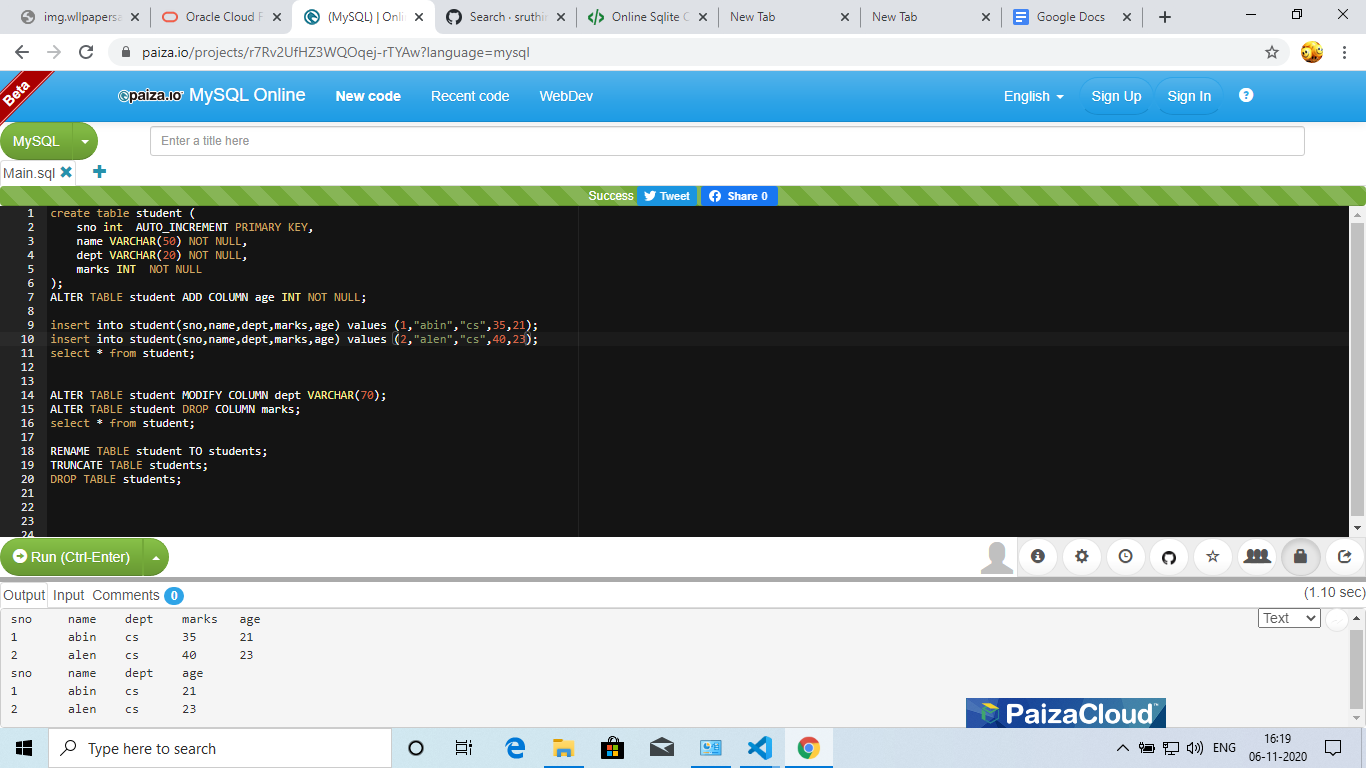 img.wllpapersa
Oracle Cloud F
(MySQL) | Onli
Search - sruthin
Online Sqlite C
New Tab
New Tab
Google Docs
paiza.io/projects/r7Rv2UfHZ3WQOqej-rTYAw?language=mysql
Beta
paiza.io MySQL Online
New code
Recent code
WebDev
English
Sign Up
Sign In
MySQL
Enter a title here
Main.sql
Success
Tweet
Share 0
1 create table student (
2 sno int  AUTO_INCREMENT PRIMARY KEY,
3 name VARCHAR(50) NOT NULL,
4 dept VARCHAR(20) NOT NULL,
5 marks INT  NOT NULL
6 );
7 ALTER TABLE student ADD COLUMN age INT NOT NULL;
8
9 insert into student(sno,name,dept,marks,age) values (1,"abin","cs",35,21);
10 insert into student(sno,name,dept,marks,age) values (2,"alen","cs",40,23);
11 select * from student;
12
13
14 ALTER TABLE student MODIFY COLUMN dept VARCHAR(70);
15 ALTER TABLE student DROP COLUMN marks;
16 select * from student;
17
18 RENAME TABLE student TO students;
19 TRUNCATE TABLE students;
20 DROP TABLE students;
21
22
23
24
Run (Ctrl-Enter)
Output Input Comments 0
(1.10 sec)
Text
sno name dept marks age
1 abin cs 35 21
2 alen cs 40 23
sno name dept age
1 abin cs 21
2 alen cs 23
PaizaCloud
Type here to search
ENG
16:19
06-11-2020